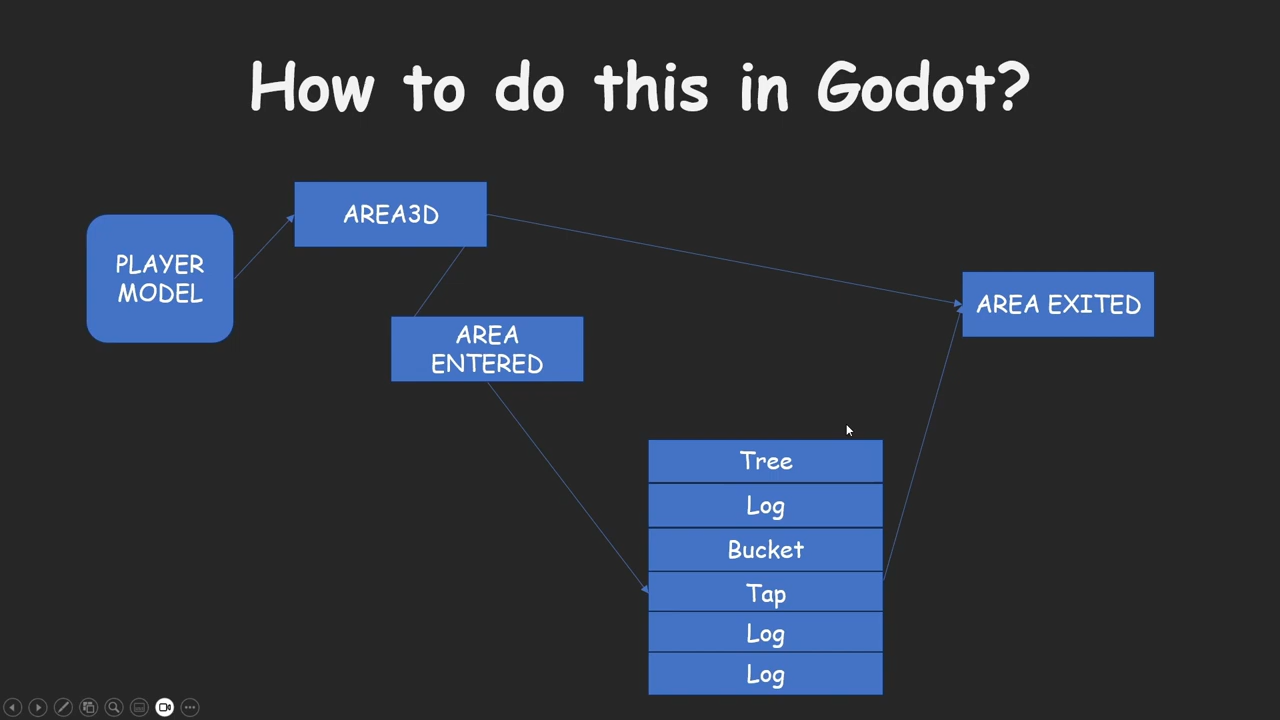 How to do this in Godot?
AREA3D
PLAYER
MODEL
AREA EXITED
AREA
ENTERED
Tree
Log
Bucket
Tap
Log
Log